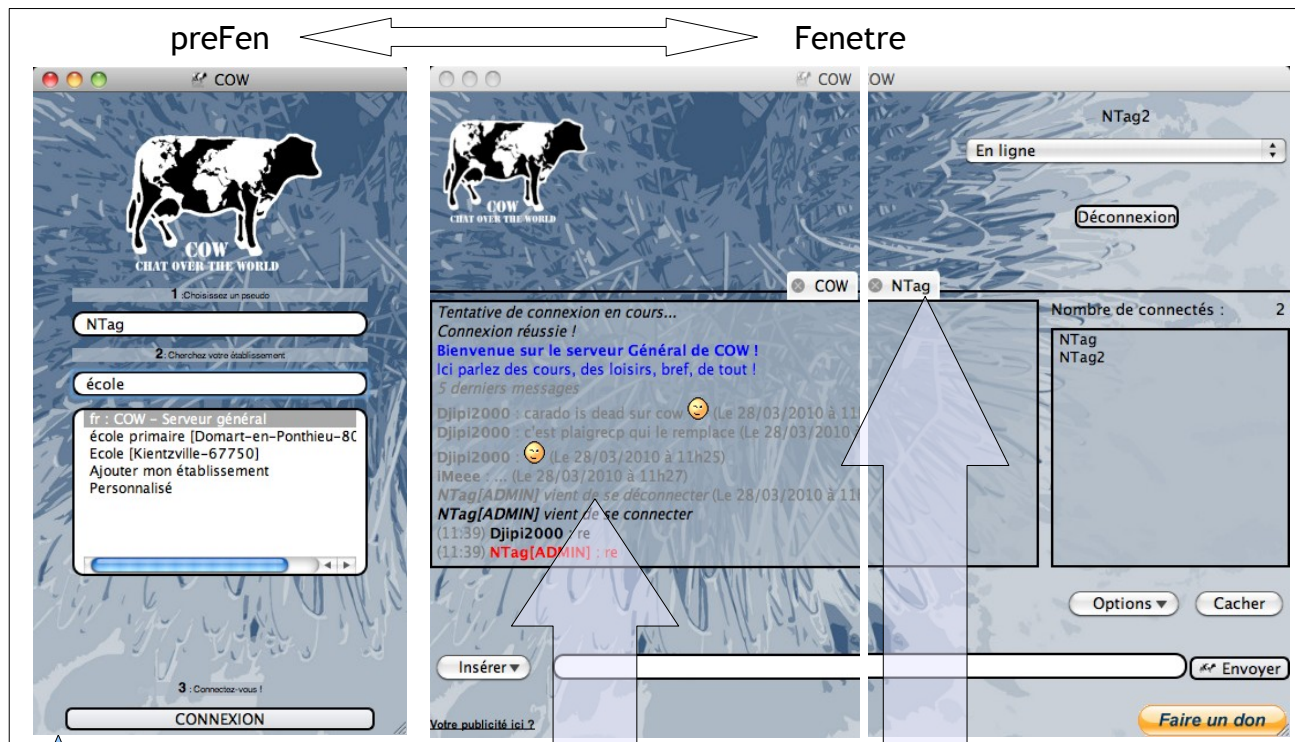 preFen
Fenetre
COW
COW
CHAT OVER THE WORLD
1 :Choisissez un pseudo
NTag
2: Cherchez votre établissement
école
fr : COW – Serveur général
école primaire [Domart-en-Ponthieu-80
Ecole [Kientzville-67750]
Ajouter mon établissement
Personnalisé
3 : Connectez-vous !
CONNEXION
COW
COW
CHAT OVER THE WORLD
COW
Tentative de connexion en cours...
Connexion réussie !
Bienvenue sur le serveur Général de COW !
Ici parlez des cours, des loisirs, bref, de tout !
5 derniers messages
Djipi2000 : carado is dead sur cow (Le 28/03/2010 à 11
Djipi2000 : c'est plaigrecp qui le remplace (Le 28/03/2010
Djipi2000 : (Le 28/03/2010 à 11h25)
iMeee : ... (Le 28/03/2010 à 11h27)
NTag[ADMIN] vient de se déconnecter (Le 28/03/2010 à 11
NTag[ADMIN] vient de se connecter
(11:39) Djipi2000 : re
(11:39) NTag[ADMIN] : re
Insérer
Votre publicité ici ?
OW
NTag2
En ligne
Déconnexion
NTag
Nombre de connectés : 2
NTag
NTag2
Options
Cacher
Envoyer
Faire un don